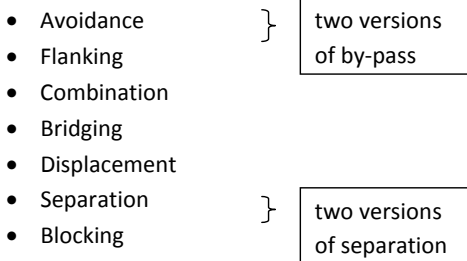 • Avoidance
• Flanking
two versions
of by-pass
• Combination
• Bridging
• Displacement
• Separation
• Blocking
two versions
of separation